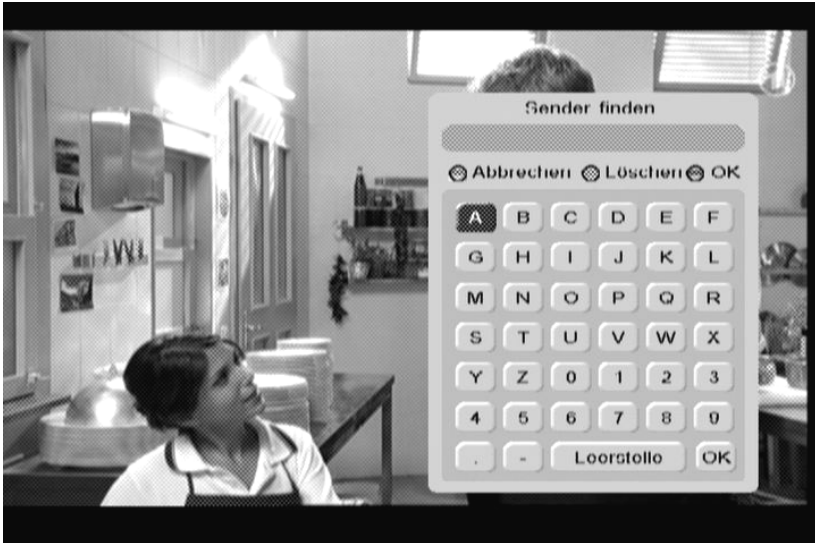 Sender finden
Abbrechen Löschen OK
A B C D E F
G H I J K L
M N O P Q R
S T U V W X
Y Z 0 1 2 3
4 5 6 7 8 9
. - Leerstelle OK